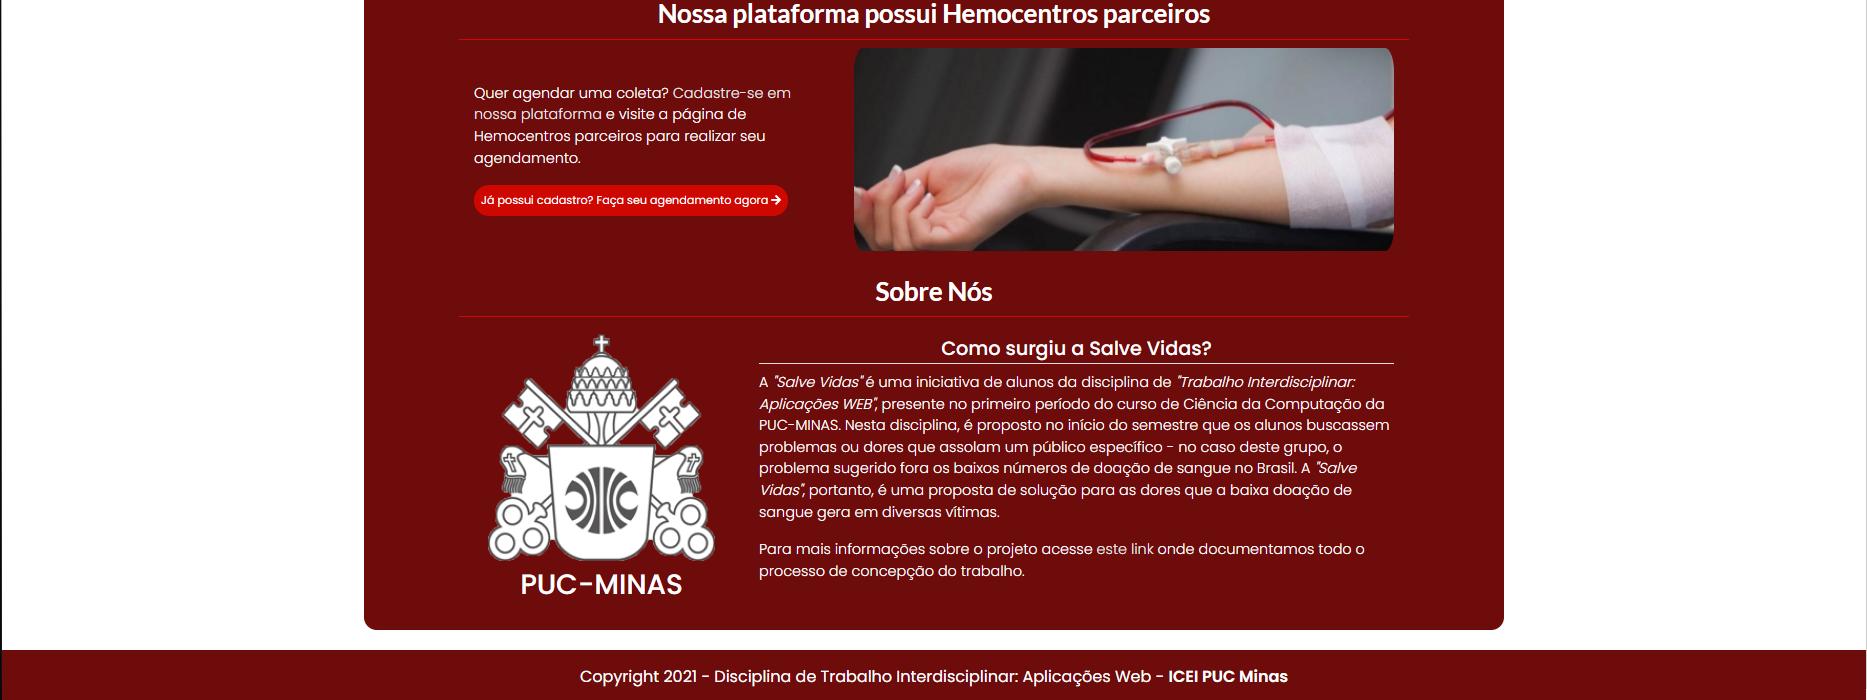 Nossa plataforma possui Hemocentros parceiros
Quer agendar uma coleta? Cadastre-se em
nossa plataforma e visite a página de
Hemocentros parceiros para realizar seu
agendamento.
Já possui cadastro? Faça seu agendamento agora →
Sobre Nós
PUC-MINAS
Como surgiu a Salve Vidas?
A "Salve Vidas" é uma iniciativa de alunos da disciplina de "Trabalho Interdisciplinar:
Aplicações WEB", presente no primeiro período do curso de Ciência da Computação da
PUC-MINAS. Nesta disciplina, é proposto no início do semestre que os alunos buscassem
problemas ou dores que assolam um público específico - no caso deste grupo, o
problema sugerido fora os baixos números de doação de sangue no Brasil. A "Salve
Vidas", portanto, é uma proposta de solução para as dores que a baixa doação de
sangue gera em diversas vítimas.
Para mais informações sobre o projeto acesse este link onde documentamos todo o
processo de concepção do trabalho.
Copyright 2021 - Disciplina de Trabalho Interdisciplinar: Aplicações Web - ICEI PUC Minas